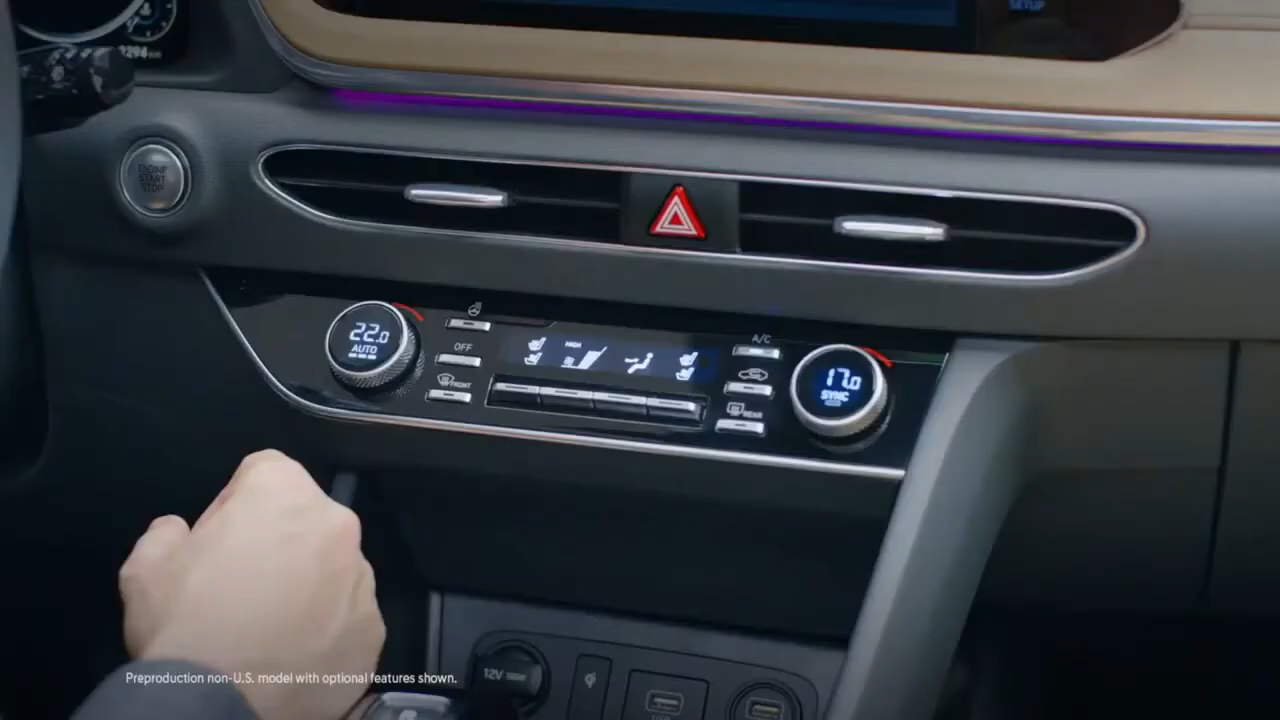 SETUP
ENGINE
START
STOP
22.0
AUTO
OFF
FRONT
HIGH
A/C
REAR
17.0
SYNC
12V
Preproduction non-U.S. model with optional features shown.